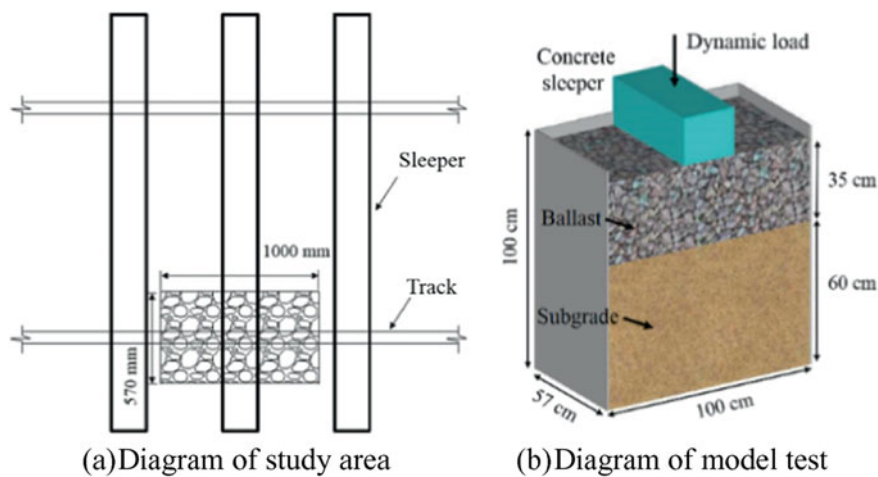 Sleeper
1000 mm
Track
570 mm
(a)Diagram of study area
Dynamic load
Concrete
sleeper
35 cm
Ballast
100 cm
60 cm
Subgrade
57 cm
100 cm
(b)Diagram of model test